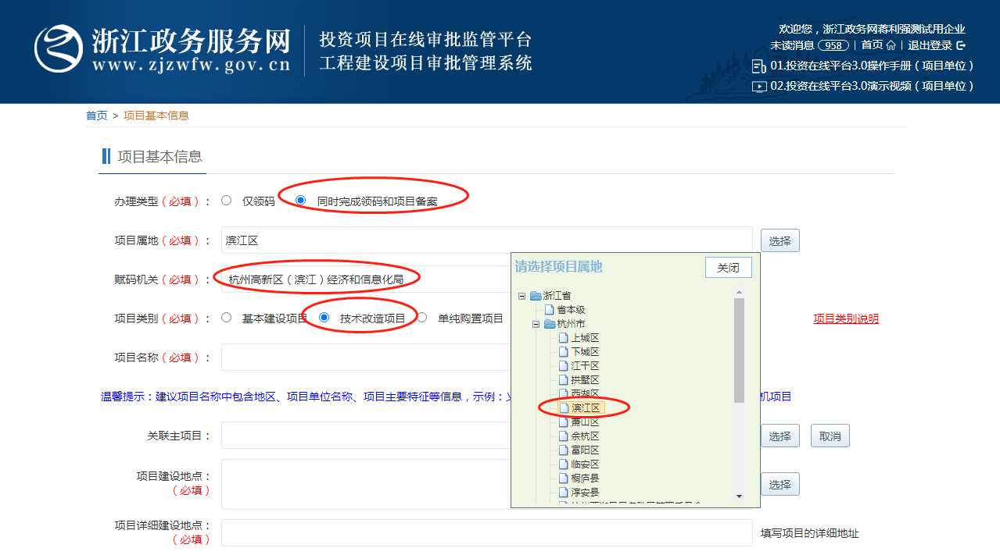 浙江政务服务网
www.zjzwfw.gov.cn
投资项目在线审批监管平台
工程建设项目审批管理系统
欢迎您，浙江政务网蒋利强测试用企业
未读消息 958 | 首页 | 退出登录
01.投资在线平台3.0操作手册（项目单位）
02.投资在线平台3.0演示视频（项目单位）
首页 > 项目基本信息
项目基本信息
办理类型（必填）： 仅领码 同时完成领码和项目备案
项目属地（必填）： 滨江区 选择
赋码机关（必填）： 杭州高新区（滨江）经济和信息化局
项目类别（必填）： 基本建设项目 技术改造项目 单纯购置项目 项目类别说明
项目名称（必填）：
温馨提示：建议项目名称中包含地区、项目单位名称、项目主要特征等信息，示例：义
机项目
关联主项目： 选择 取消
项目建设地点：
（必填） 选择
项目详细建设地点：
（必填） 填写项目的详细地址
请选择项目属地 关闭
浙江省
省本级
杭州市
上城区
下城区
江干区
拱墅区
西湖区
滨江区
萧山区
余杭区
富阳区
临安区
桐庐县
淳安县